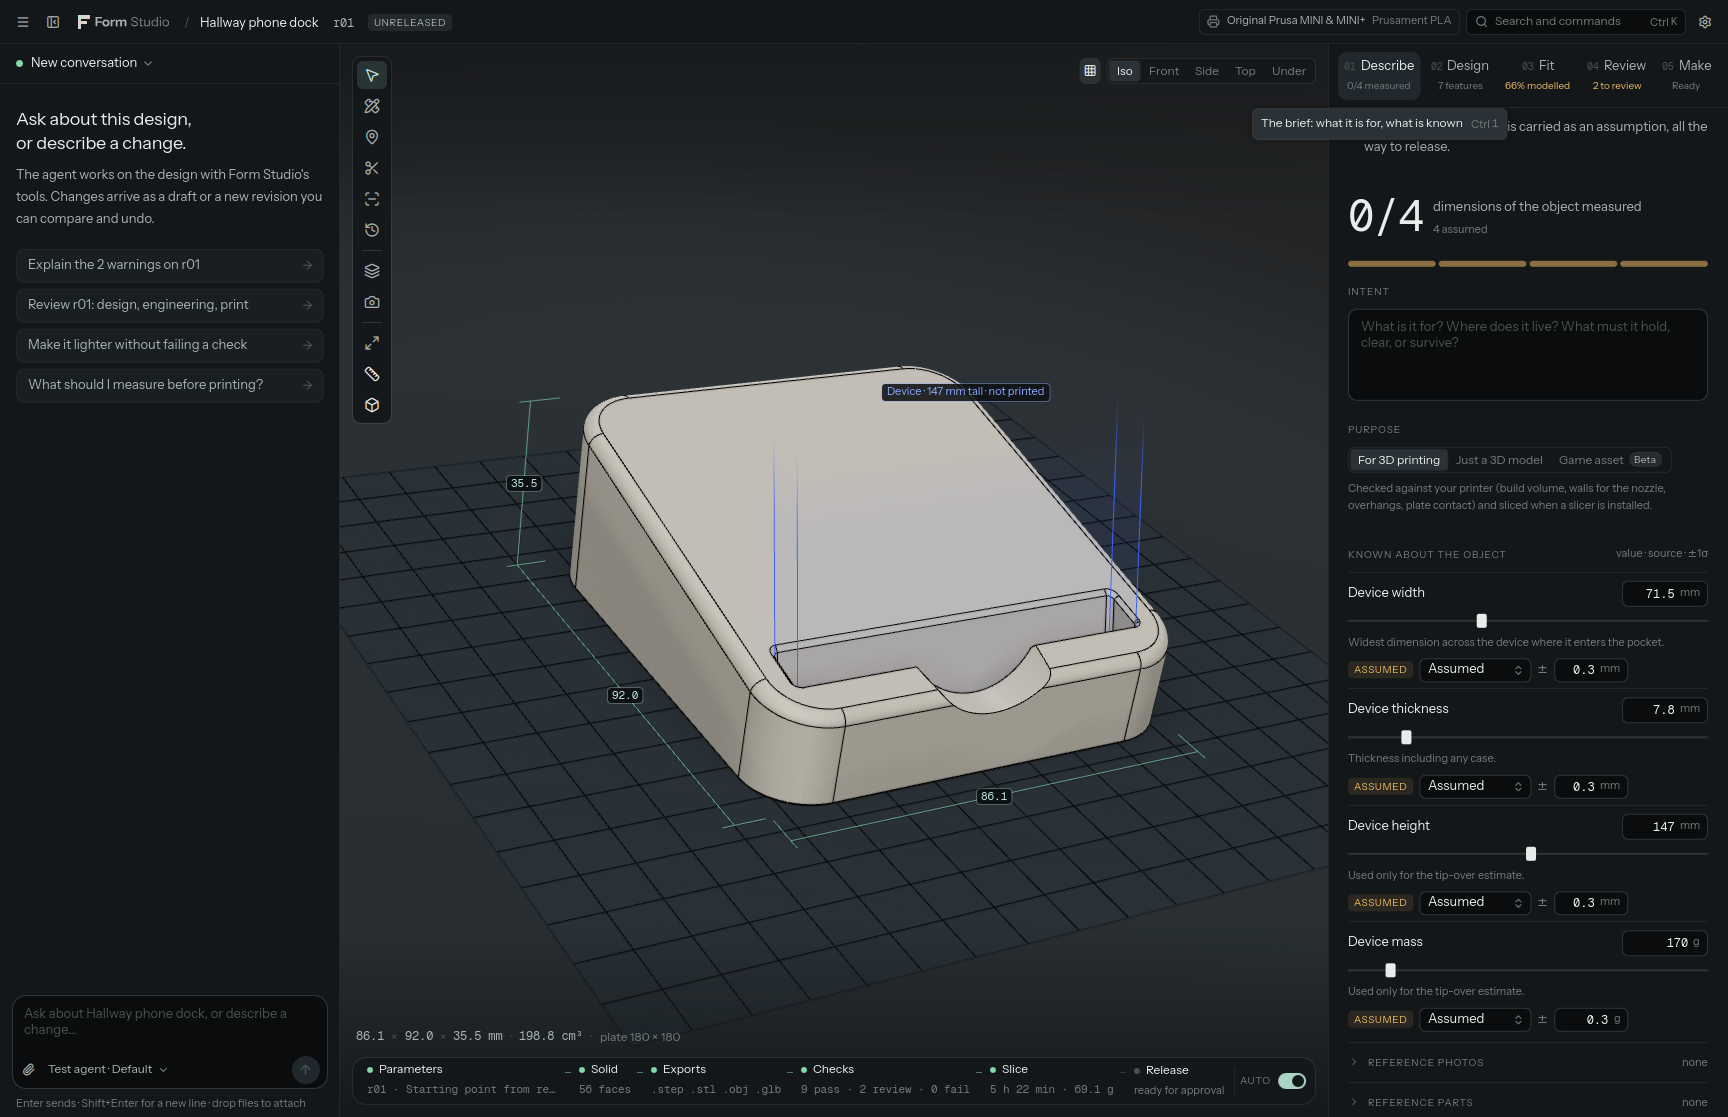 Form Studio / Hallway phone dock r01 UNRELEASED
Original Prusa MINI & MINI+ Prusament PLA
Search and commands Ctrl K
New conversation
Ask about this design,
or describe a change.
The agent works on the design with Form Studio's
tools. Changes arrive as a draft or a new revision you
can compare and undo.
Explain the 2 warnings on r01
Review r01: design, engineering, print
Make it lighter without failing a check
What should I measure before printing?
Ask about Hallway phone dock, or describe a
change...
Test agent · Default
Enter sends · Shift+Enter for a new line · drop files to attach
Iso Front Side Top Under
Device · 147 mm tall · not printed
35.5
92.0
86.1
86.1 × 92.0 × 35.5 mm · 198.8 cm³ · plate 180 × 180
Parameters
r01 · Starting point from re…
Solid
56 faces
Exports
.step .stl .obj .glb
Checks
9 pass · 2 review · 0 fail
Slice
5 h 22 min · 69.1 g
Release
ready for approval
AUTO
01 Describe
0/4 measured
02 Design
7 features
03 Fit
66% modelled
04 Review
2 to review
05 Make
Ready
The brief: what it is for, what is known Ctrl 1
is carried as an assumption, all the
way to release.
0/4 dimensions of the object measured
4 assumed
INTENT
What is it for? Where does it live? What must it hold,
clear, or survive?
PURPOSE
For 3D printing Just a 3D model Game asset Beta
Checked against your printer (build volume, walls for the nozzle,
overhangs, plate contact) and sliced when a slicer is installed.
KNOWN ABOUT THE OBJECT value · source · ±1σ
Device width 71.5 mm
Widest dimension across the device where it enters the pocket.
ASSUMED Assumed ± 0.3 mm
Device thickness 7.8 mm
Thickness including any case.
ASSUMED Assumed ± 0.3 mm
Device height 147 mm
Used only for the tip-over estimate.
ASSUMED Assumed ± 0.3 mm
Device mass 170 g
Used only for the tip-over estimate.
ASSUMED Assumed ± 0.3 g
REFERENCE PHOTOS none
REFERENCE PARTS none